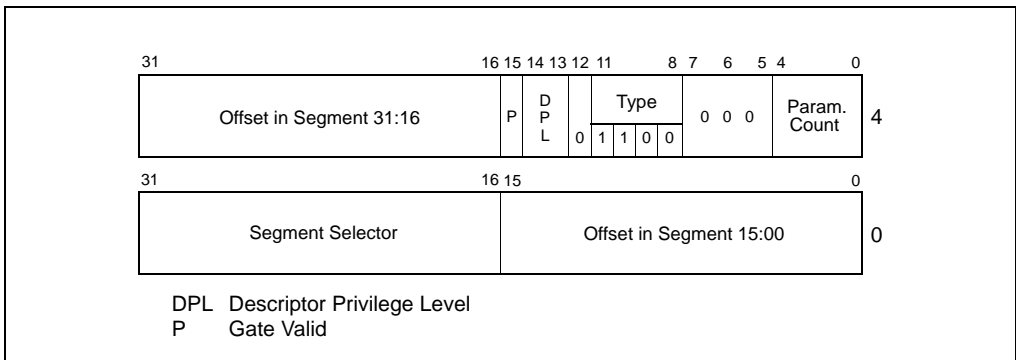 31 16 15 14 13 12 11 8 7 6 5 4 0
Offset in Segment 31:16 P D P L 0 Type 1 1 0 0 0 0 0 Param. Count 4
31 16 15 0
Segment Selector Offset in Segment 15:00 0
DPL Descriptor Privilege Level
P Gate Valid